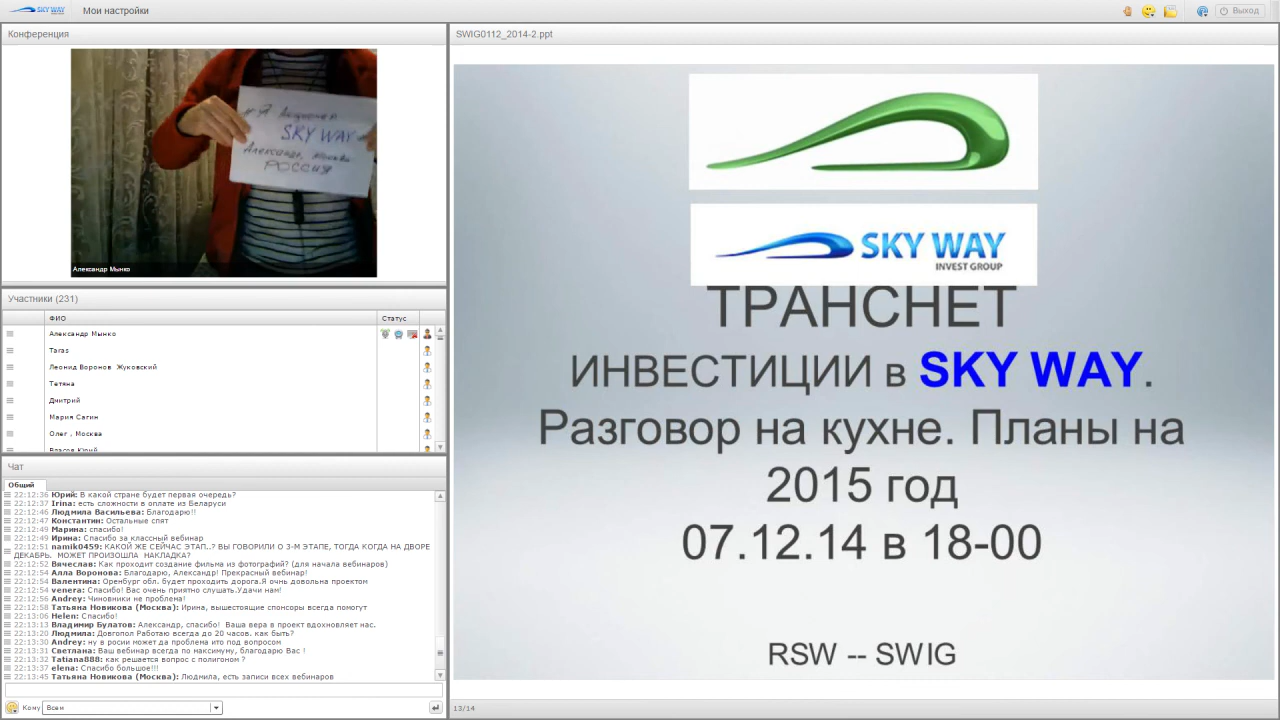 SKY WAY
Мои настройки
Выход
Конференция
# Я Акционер
SKY WAY
Александр, Москва
РОССИЯ
Александр Мынко
Участники (231)
ФИО
Статус
Александр Мынко
Taras
Леонид Воронов Жуковский
Тетяна
Дмитрий
Мария Сагин
Олег , Москва
Власов Юрий
Чат
Общий
22:12:36 Юрий: В какой стране будет первая очередь?
22:12:37 Irina: есть сложности в оплате из Беларуси
22:12:46 Людмила Васильева: Благодарю!!
22:12:47 Константин: Остальные спят
22:12:49 Марина: спасибо!
22:12:49 Ирина: Спасибо за классный вебинар
22:12:51 namik0459: КАКОЙ ЖЕ СЕЙЧАС ЭТАП..? ВЫ ГОВОРИЛИ О 3-М ЭТАПЕ, ТОГДА КОГДА НА ДВОРЕ
ДЕКАБРЬ. МОЖЕТ ПРОИЗОШЛА НАКЛАДКА?
22:12:52 Вячеслав: Как проходит создание фильма из фотографий? (для начала вебинаров)
22:12:54 Алла Воронова: Благодарю, Александр! Прекрасный вебинар!
22:12:54 Валентина: Оренбург обл. будет проходить дорога.Я очнь довольна проектом
22:12:54 venera: Спасибо! Вас очень приятно слушать.Удачи нам!
22:12:56 Andrey: Чиновники не проблема!
22:12:58 Татьяна Новикова (Москва): Ирина, вышестоящие спонсоры всегда помогут
22:13:06 Helen: Спасибо!
22:13:13 Владимир Булатов: Александр, спасибо! Ваша вера в проект вдохновляет нас.
22:13:20 Людмила: Довгопол Работаю всегда до 20 часов. как быть?
22:13:30 Andrey: ну в росии может да проблема ито под вопросом
22:13:31 Светлана: Ваш вебинар всегда по максимуму, благодарю Вас !
22:13:32 Tatiana888: как решается вопрос с полигоном ?
22:13:37 elena: Спасибо большое!!!
22:13:45 Татьяна Новикова (Москва): Людмила, есть записи всех вебинаров
Кому
Всем
SWIG0112_2014-2.ppt
SKY WAY
INVEST GROUP
ТРАНСНЕТ
ИНВЕСТИЦИИ в SKY WAY.
Разговор на кухне. Планы на
2015 год
07.12.14 в 18-00
RSW -- SWIG
13/14